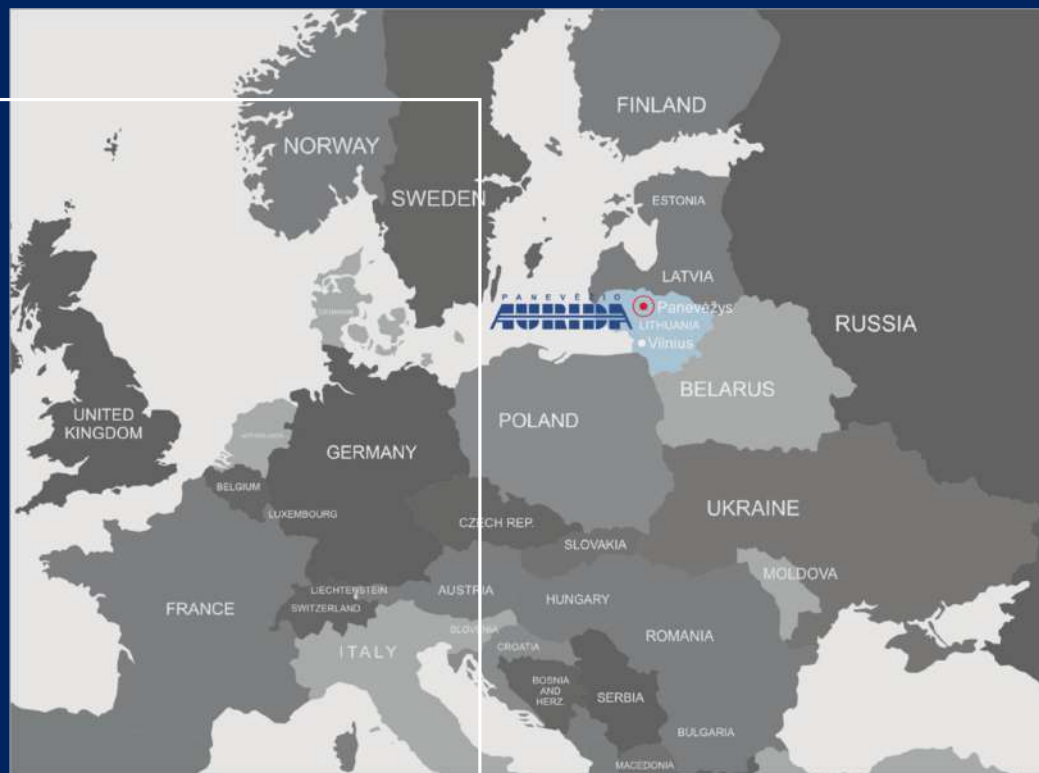 FINLAND
NORWAY
SWEDEN
ESTONIA
LATVIA
PANEVĖŽIO
AURIDA
Panevėžys
LITHUANIA
Vilnius
RUSSIA
BELARUS
UNITED
KINGDOM
POLAND
GERMANY
BELGIUM
LUXEMBOURG
CZECH REP.
UKRAINE
SLOVAKIA
MOLDOVA
LIECHTENSTEIN
SWITZERLAND
AUSTRIA
HUNGARY
FRANCE
SLOVENIA
ROMANIA
ITALY
CROATIA
BOSNIA
AND
HERZ.
SERBIA
BULGARIA
MACEDONIA